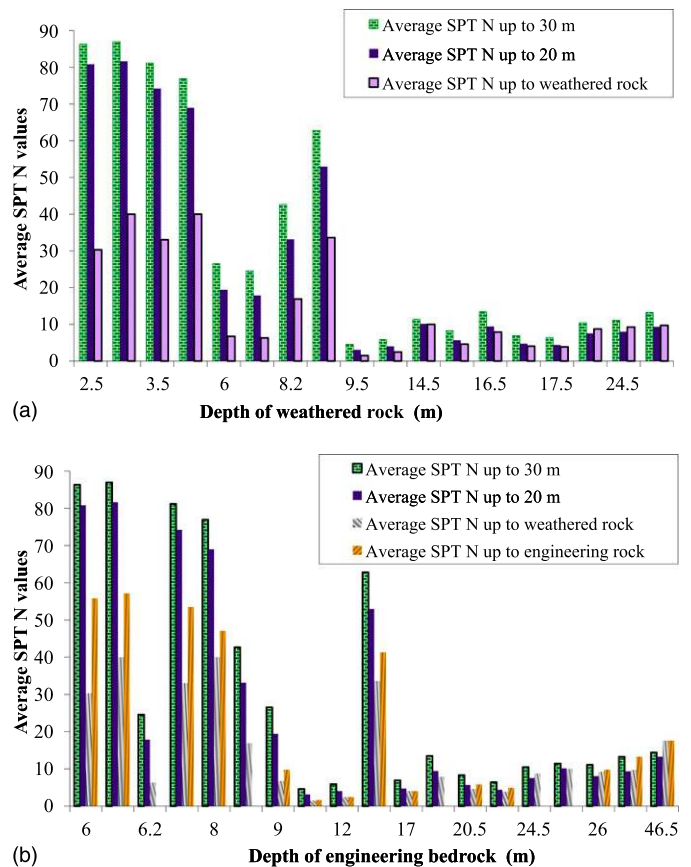 90
80
70
60
50
40
30
20
10
0
Average SPT N values
Average SPT N up to 30 m
Average SPT N up to 20 m
Average SPT N up to weathered rock
2.5 3.5 6 8.2 9.5 14.5 16.5 17.5 24.5
(a)
Depth of weathered rock (m)
90
80
70
60
50
40
30
20
10
0
Average SPT N values
Average SPT N up to 30 m
Average SPT N up to 20 m
Average SPT N up to weathered rock
Average SPT N up to engineering rock
6 6.2 8 9 12 17 20.5 24.5 26 46.5
(b)
Depth of engineering bedrock (m)